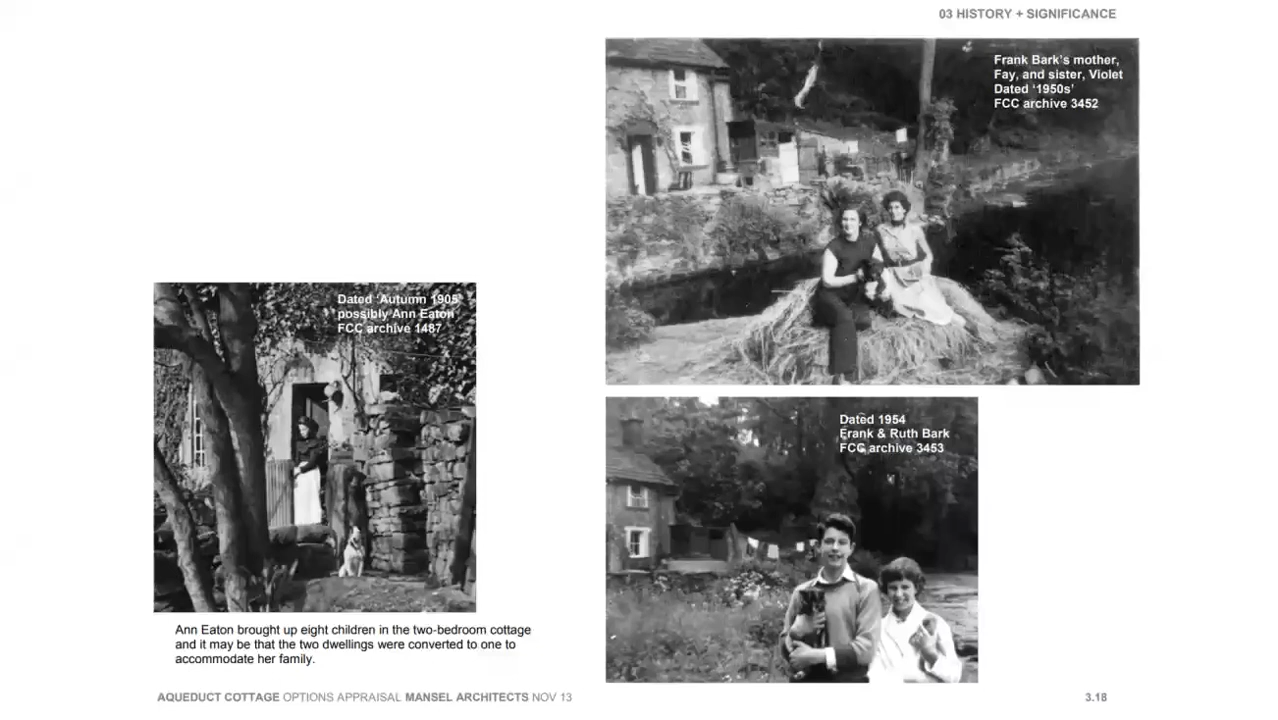 03 HISTORY + SIGNIFICANCE
Frank Bark's mother,
Fay, and sister, Violet
Dated '1950s'
FCC archive 3452
Dated 'Autumn 1905'
possibly Ann Eaton
FCC archive 1487
Dated 1954
Frank & Ruth Bark
FCC archive 3453
Ann Eaton brought up eight children in the two-bedroom cottage
and it may be that the two dwellings were converted to one to
accommodate her family.
AQUEDUCT COTTAGE OPTIONS APPRAISAL MANSEL ARCHITECTS NOV 13
3.18